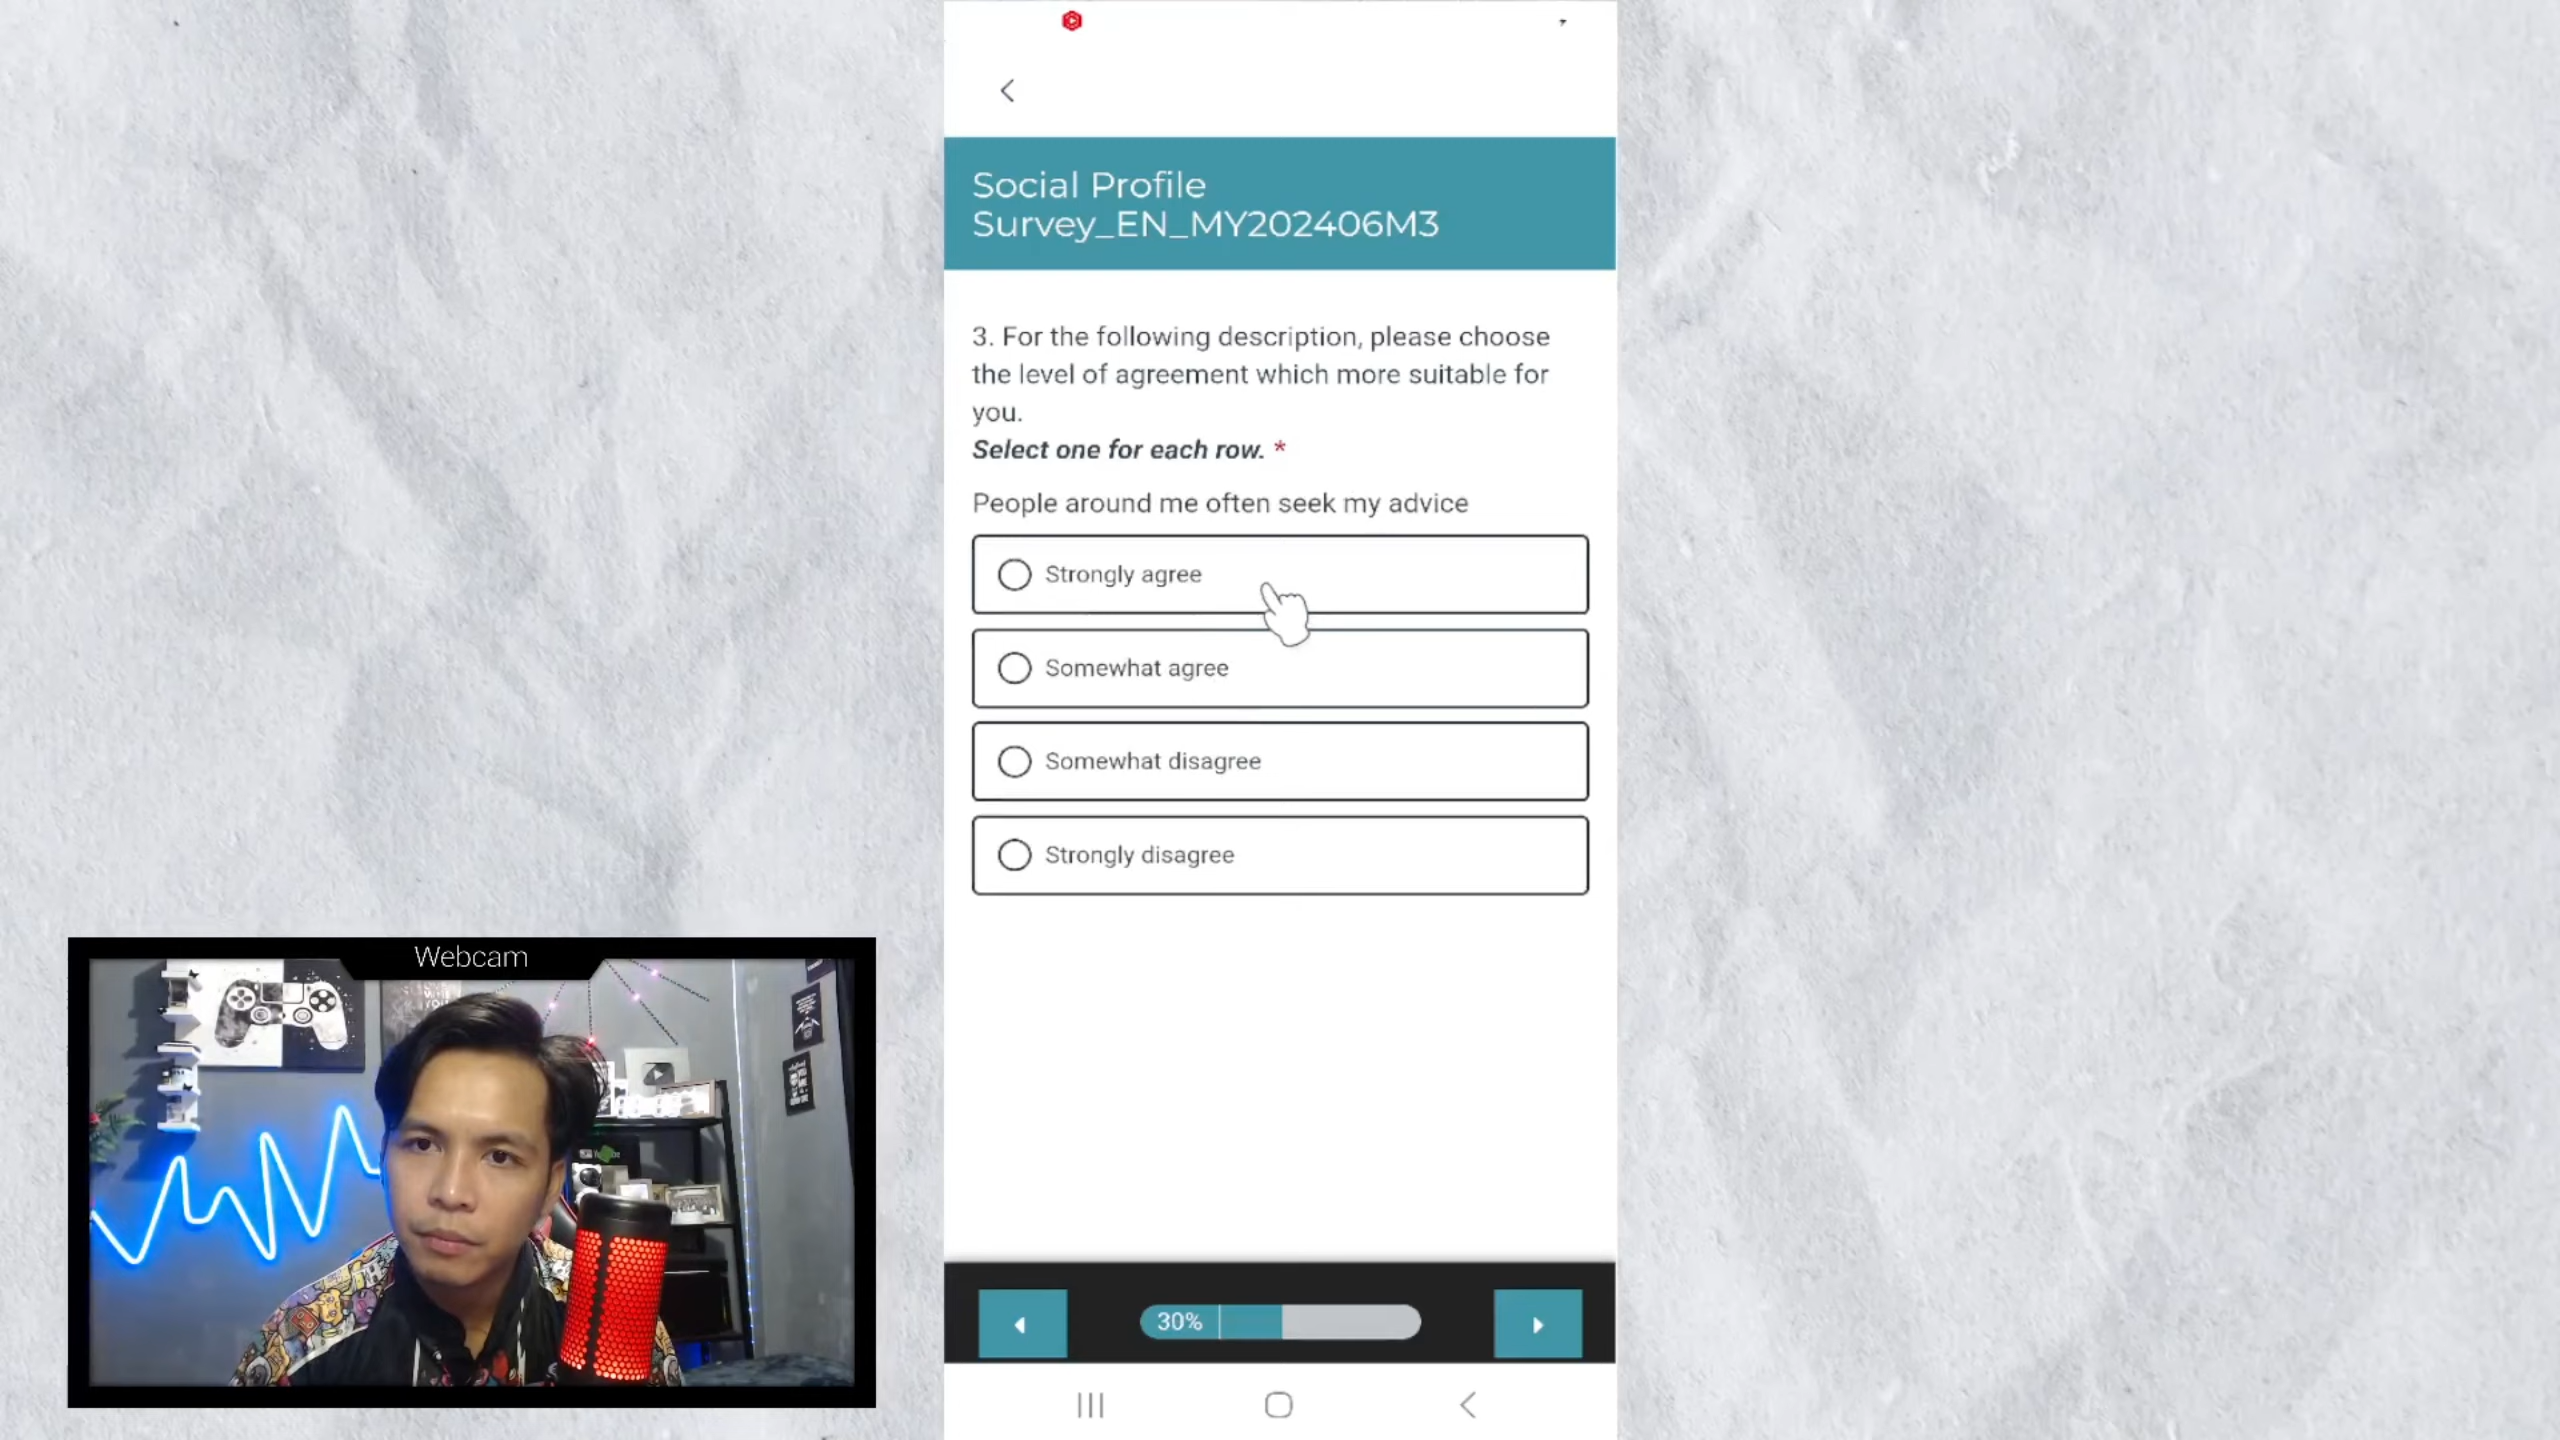 Social Profile
Survey_EN_MY202406M3
3. For the following description, please choose
the level of agreement which more suitable for
you.
Select one for each row. *
People around me often seek my advice
Strongly agree
Somewhat agree
Somewhat disagree
Strongly disagree
Webcam
30%